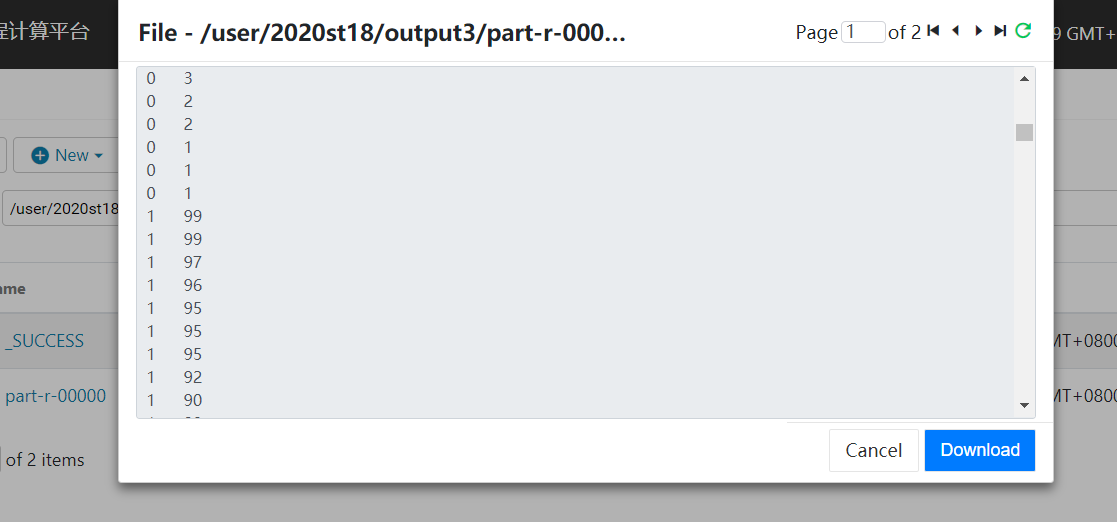 程计算平台
File - /user/2020st18/output3/part-r-000...
Page 1 of 2
9 GMT+
0 3
0 2
0 2
0 1
0 1
0 1
1 99
1 99
1 97
1 96
1 95
1 95
1 95
1 92
1 90
New
/user/2020st18
ame
_SUCCESS
MT+0800
part-r-00000
MT+0800
of 2 items
Cancel
Download